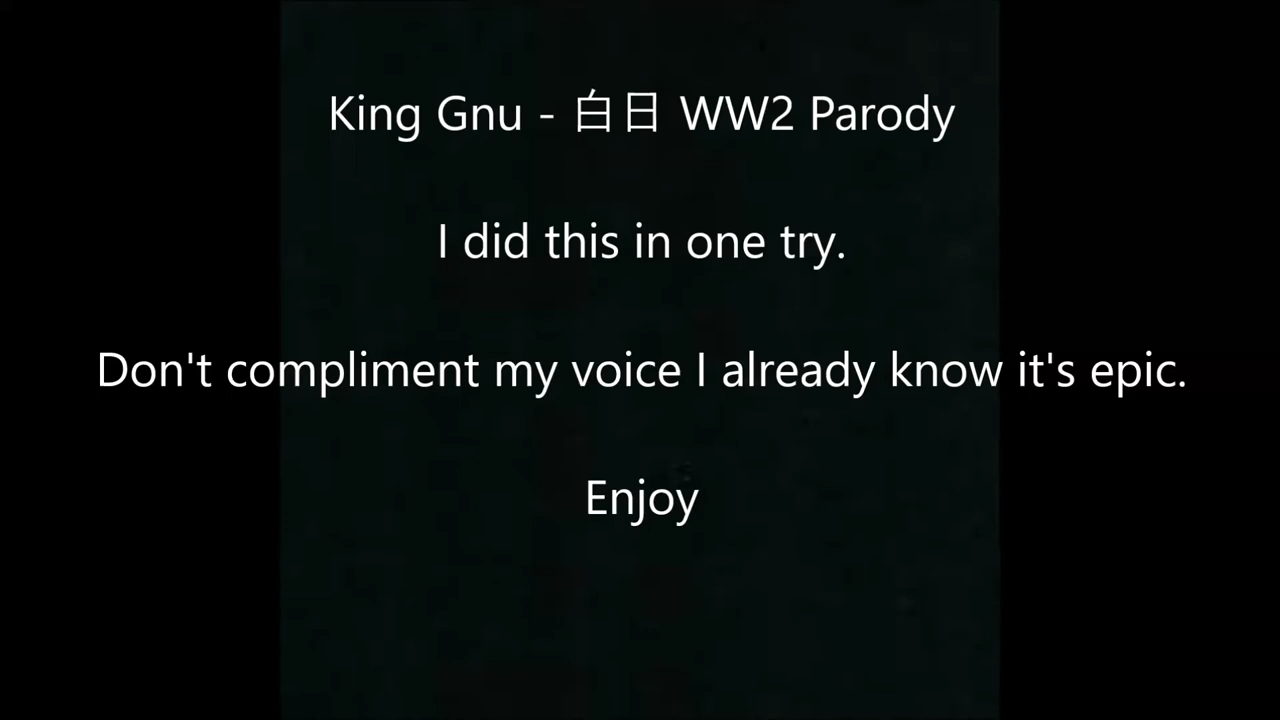 King Gnu - 白日 WW2 Parody
I did this in one try.
Don't compliment my voice I already know it's epic.
Enjoy